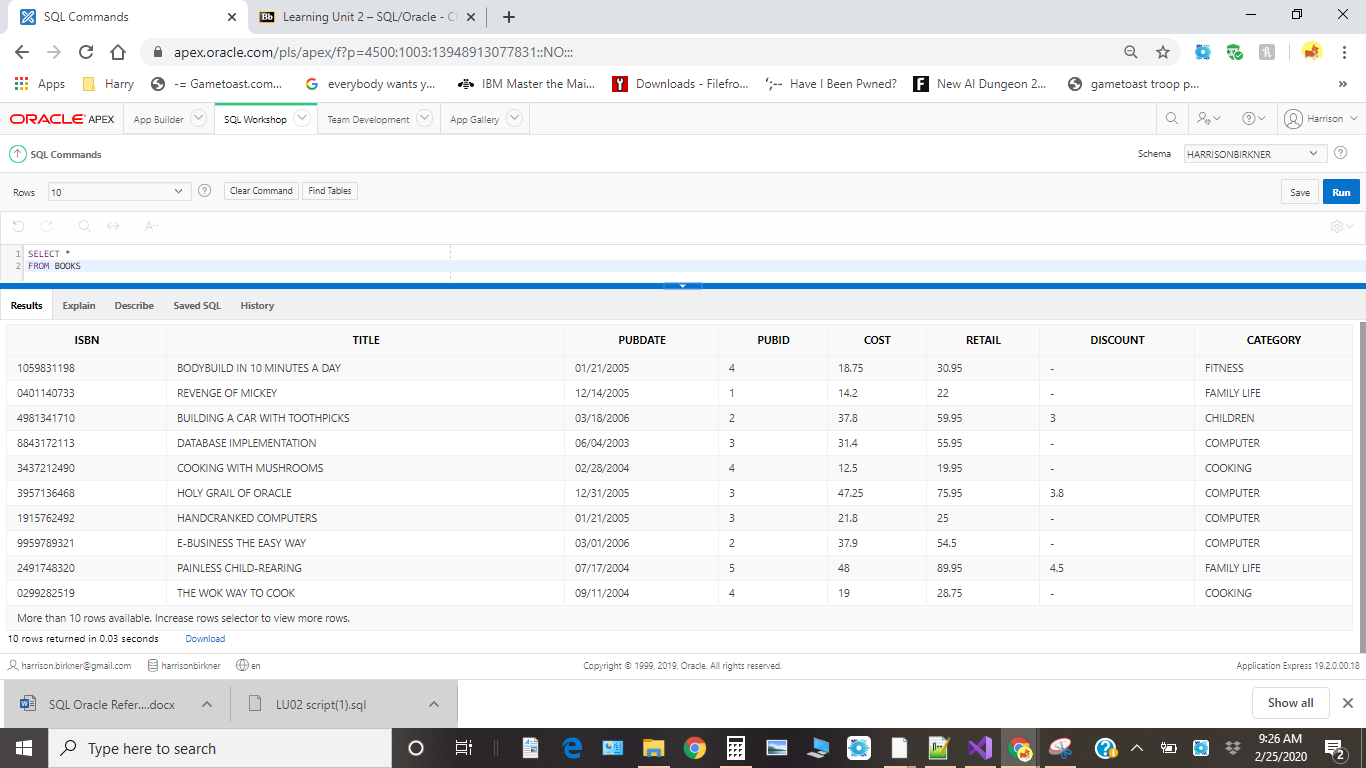 SQL Commands
Bb Learning Unit 2 – SQL/Oracle - C
apex.oracle.com/pls/apex/f?p=4500:1003:13948913077831::NO:::
Apps Harry -= Gametoast.com... everybody wants y... IBM Master the Mai... Downloads - Filefro... Have I Been Pwned? New AI Dungeon 2... gametoast troop p... »
ORACLE APEX App Builder SQL Workshop Team Development App Gallery Harrison
SQL Commands Schema HARRISONBIRKNER
Rows 10 Clear Command Find Tables Save Run
1 SELECT *
2 FROM BOOKS
Results Explain Describe Saved SQL History
ISBN TITLE PUBDATE PUBID COST RETAIL DISCOUNT CATEGORY
1059831198 BODYBUILD IN 10 MINUTES A DAY 01/21/2005 4 18.75 30.95 - FITNESS
0401140733 REVENGE OF MICKEY 12/14/2005 1 14.2 22 - FAMILY LIFE
4981341710 BUILDING A CAR WITH TOOTHPICKS 03/18/2006 2 37.8 59.95 3 CHILDREN
8843172113 DATABASE IMPLEMENTATION 06/04/2003 3 31.4 55.95 - COMPUTER
3437212490 COOKING WITH MUSHROOMS 02/28/2004 4 12.5 19.95 - COOKING
3957136468 HOLY GRAIL OF ORACLE 12/31/2005 3 47.25 75.95 3.8 COMPUTER
1915762492 HANDCRANKED COMPUTERS 01/21/2005 3 21.8 25 - COMPUTER
9959789321 E-BUSINESS THE EASY WAY 03/01/2006 2 37.9 54.5 - COMPUTER
2491748320 PAINLESS CHILD-REARING 07/17/2004 5 48 89.95 4.5 FAMILY LIFE
0299282519 THE WOK WAY TO COOK 09/11/2004 4 19 28.75 - COOKING
More than 10 rows available. Increase rows selector to view more rows.
10 rows returned in 0.03 seconds Download
harrison.birkner@gmail.com harrisonbirkner en Copyright © 1999, 2019, Oracle. All rights reserved. Application Express 19.2.0.00.18
SQL Oracle Refer....docx LU02 script(1).sql Show all
Type here to search 9:26 AM
2/25/2020 2